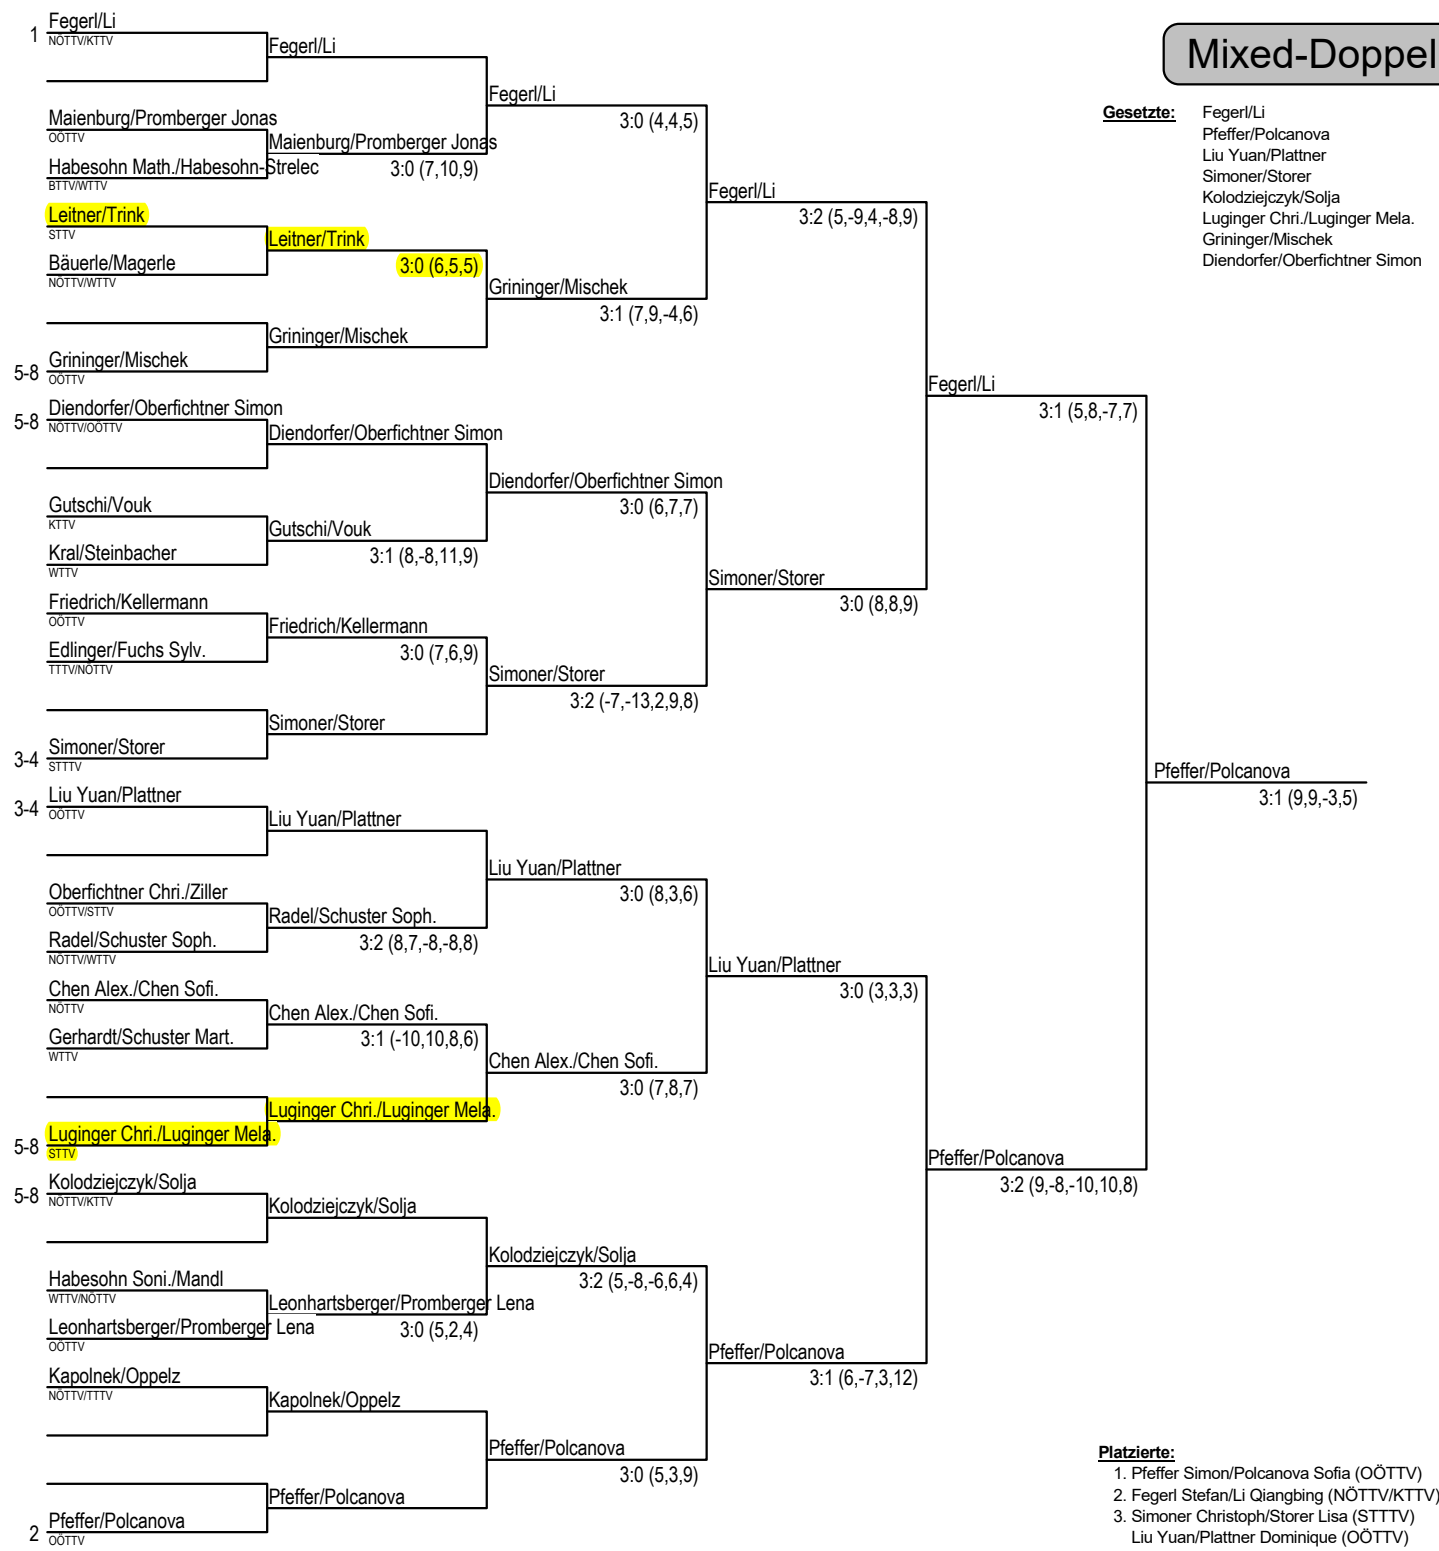 Mixed-Doppel
Gesetzte: Fegerl/Li
Pfeffer/Polcanova
Liu Yuan/Plattner
Simoner/Storer
Kolodziejczyk/Solja
Luginger Chri./Luginger Mela.
Grininger/Mischek
Diendorfer/Oberfichtner Simon
1 Fegerl/Li
NÖTTV/KTTV
Maienburg/Promberger Jonas
OÖTTV
Habesohn Math./Habesohn-Strelec
BTTV/WTTV
Leitner/Trink
STTV
Bäuerle/Magerle
NÖTTV/WTTV
5-8 Grininger/Mischek
OÖTTV
5-8 Diendorfer/Oberfichtner Simon
NÖTTV/OÖTTV
Gutschi/Vouk
KTTV
Kral/Steinbacher
WTTV
Friedrich/Kellermann
OÖTTV
Edlinger/Fuchs Sylv.
TTTV/NÖTTV
3-4 Simoner/Storer
STTTV
3-4 Liu Yuan/Plattner
OÖTTV
Oberfichtner Chri./Ziller
OÖTTV/STTV
Radel/Schuster Soph.
NÖTTV/WTTV
Chen Alex./Chen Sofi.
NÖTTV
Gerhardt/Schuster Mart.
WTTV
5-8 Luginger Chri./Luginger Mela.
STTV
5-8 Kolodziejczyk/Solja
NÖTTV/KTTV
Habesohn Soni./Mandl
WTTV/NÖTTV
Leonhartsberger/Promberger Lena
OÖTTV
Kapolnek/Oppelz
NÖTTV/TTTV
2 Pfeffer/Polcanova
OÖTTV
Fegerl/Li
Maienburg/Promberger Jonas
3:0 (7,10,9)
Leitner/Trink
3:0 (6,5,5)
Grininger/Mischek
Diendorfer/Oberfichtner Simon
Gutschi/Vouk
3:1 (8,-8,11,9)
Friedrich/Kellermann
3:0 (7,6,9)
Simoner/Storer
Liu Yuan/Plattner
Radel/Schuster Soph.
3:2 (8,7,-8,-8,8)
Chen Alex./Chen Sofi.
3:1 (-10,10,8,6)
Luginger Chri./Luginger Mela.
Kolodziejczyk/Solja
Leonhartsberger/Promberger Lena
3:0 (5,2,4)
Kapolnek/Oppelz
Pfeffer/Polcanova
Fegerl/Li
3:0 (4,4,5)
Grininger/Mischek
3:1 (7,9,-4,6)
Diendorfer/Oberfichtner Simon
3:0 (6,7,7)
Simoner/Storer
3:2 (-7,-13,2,9,8)
Liu Yuan/Plattner
3:0 (8,3,6)
Chen Alex./Chen Sofi.
3:0 (7,8,7)
Kolodziejczyk/Solja
3:2 (5,-8,-6,6,4)
Pfeffer/Polcanova
3:0 (5,3,9)
Fegerl/Li
3:2 (5,-9,4,-8,9)
Simoner/Storer
3:0 (8,8,9)
Liu Yuan/Plattner
3:0 (3,3,3)
Pfeffer/Polcanova
3:1 (6,-7,3,12)
Fegerl/Li
3:1 (5,8,-7,7)
Pfeffer/Polcanova
3:2 (9,-8,-10,10,8)
Pfeffer/Polcanova
3:1 (9,9,-3,5)
Platzierte:
1. Pfeffer Simon/Polcanova Sofia (OÖTTV)
2. Fegerl Stefan/Li Qiangbing (NÖTTV/KTTV)
3. Simoner Christoph/Storer Lisa (STTTV)
Liu Yuan/Plattner Dominique (OÖTTV)